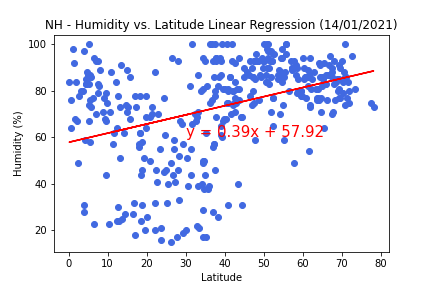 NH - Humidity vs. Latitude Linear Regression (14/01/2021)
100
80
60
40
20
Humidity (%)
y = 0.39x + 57.92
0 10 20 30 40 50 60 70 80
Latitude